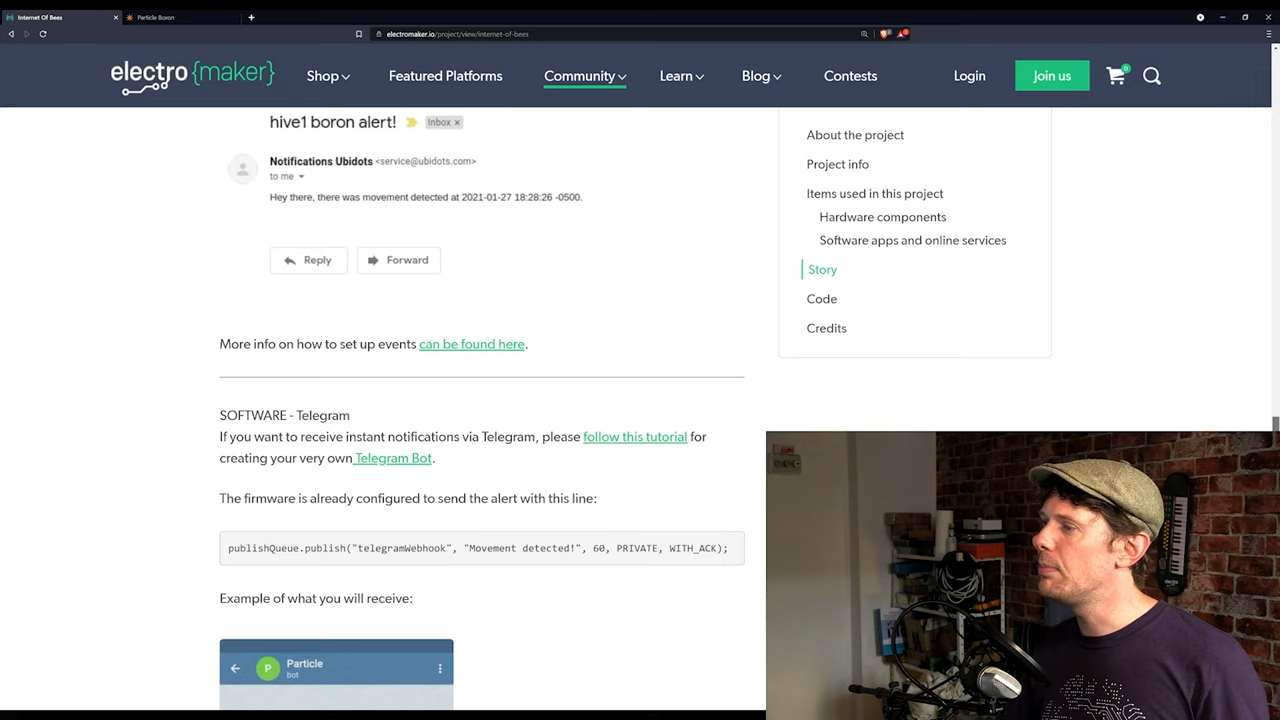 Internet Of Bees
Particle Boron
electromaker.io/project/view/internet-of-bees
electro{maker}
Shop
Featured Platforms
Community
Learn
Blog
Contests
Login
Join us
0
hive1 boron alert!
Inbox ×
Notifications Ubidots <service@ubidots.com>
to me
Hey there, there was movement detected at 2021-01-27 18:28:26 -0500.
Reply
Forward
More info on how to set up events can be found here.
SOFTWARE - Telegram
If you want to receive instant notifications via Telegram, please follow this tutorial for
creating your very own Telegram Bot.
The firmware is already configured to send the alert with this line:
publishQueue.publish("telegramWebhook", "Movement detected!", 60, PRIVATE, WITH_ACK);
Example of what you will receive:
P
Particle
bot
About the project
Project info
Items used in this project
Hardware components
Software apps and online services
Story
Code
Credits